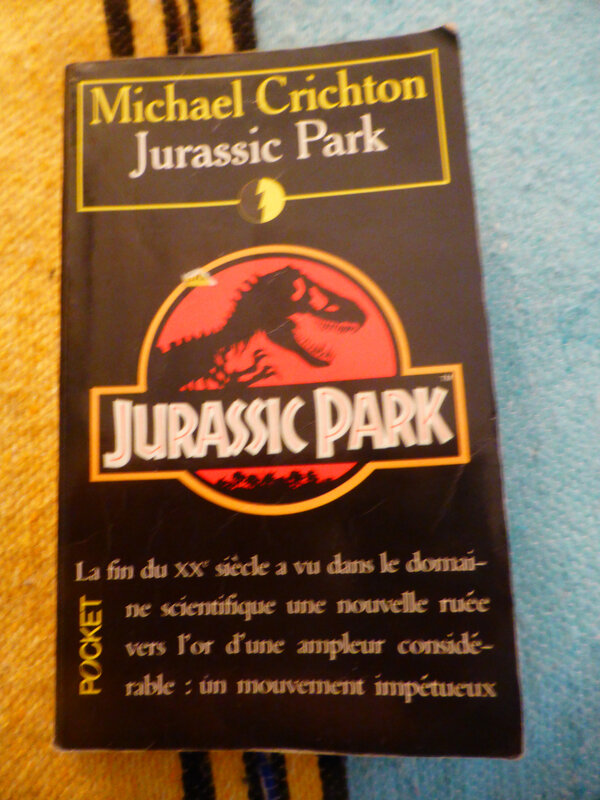 Michael Crichton
Jurassic Park
JURASSIC PARK
TM
La fin du XXe siècle a vu dans le domai-
ne scientifique une nouvelle ruée
vers l'or d'une ampleur considé-
rable : un mouvement impétueux
POCKET